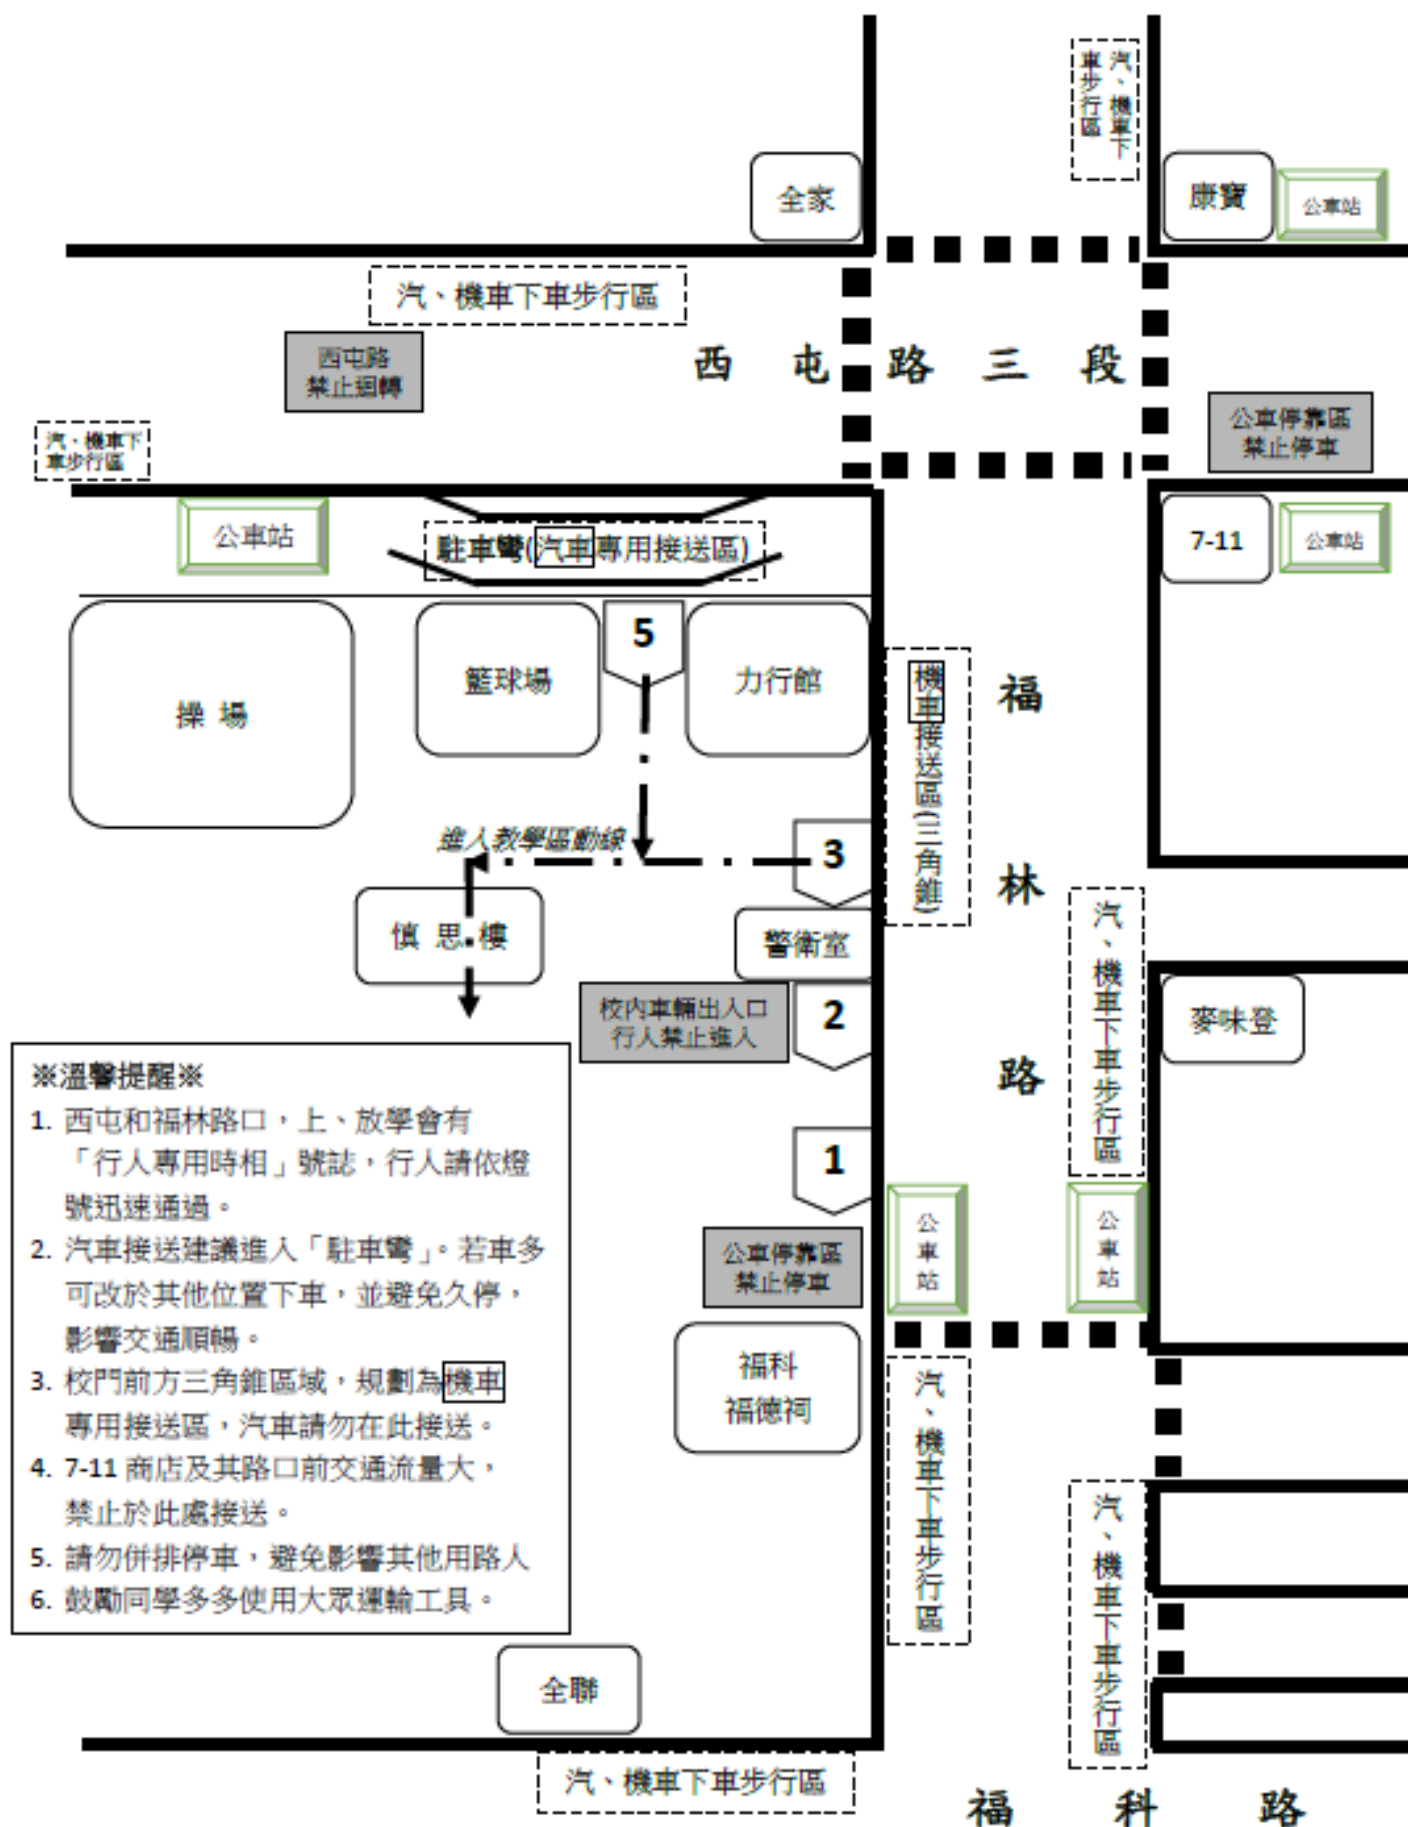 汽、機車下
車步行區
全家
康寶
公車站
汽、機車下車步行區
西屯路
禁止迴轉
西 屯 路 三 段
公車停靠區
禁止停車
汽、機車下
車步行區
公車站
駐車彎(汽車專用接送區)
7-11
公車站
操 場
籃球場
5
力行館
機車接送區(三角錐)
福 林 路
進入教學區動線
3
慎 思 樓
警衛室
汽、機車下車步行區
校內車輛出入口
行人禁止進入
2
麥味登
1
公車站
公車站
公車停靠區
禁止停車
福科
福德祠
※溫馨提醒※
1. 西屯和福林路口，上、放學會有
「行人專用時相」號誌，行人請依燈
號迅速通過。
2. 汽車接送建議進入「駐車彎」。若車多
可改於其他位置下車，並避免久停，
影響交通順暢。
3. 校門前方三角錐區域，規劃為機車
專用接送區，汽車請勿在此接送。
4. 7-11 商店及其路口前交通流量大，
禁止於此處接送。
5. 請勿併排停車，避免影響其他用路人
6. 鼓勵同學多多使用大眾運輸工具。
汽、機車下車步行區
汽、機車下車步行區
全聯
汽、機車下車步行區
福 科 路